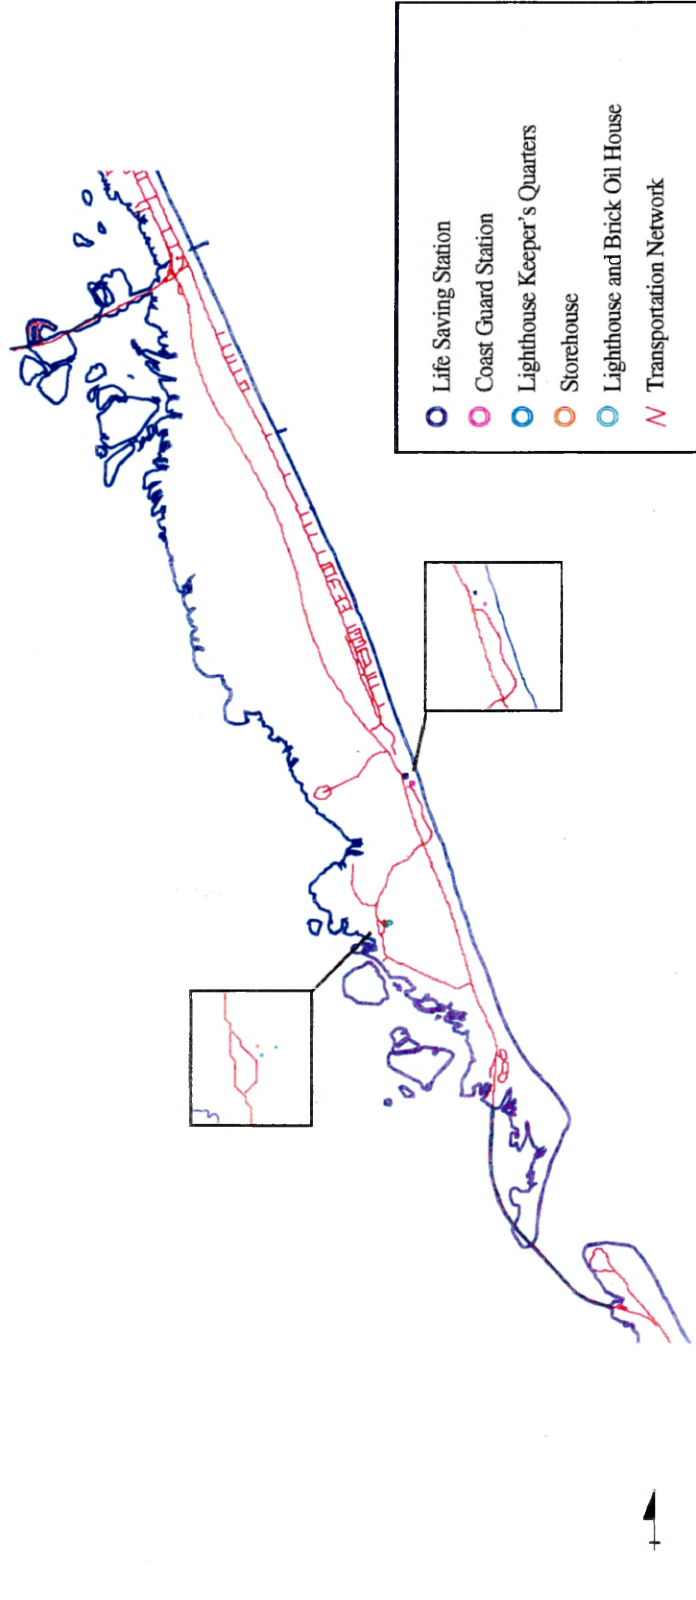 Life Saving Station
Coast Guard Station
Lighthouse Keeper's Quarters
Storehouse
Lighthouse and Brick Oil House
Transportation Network